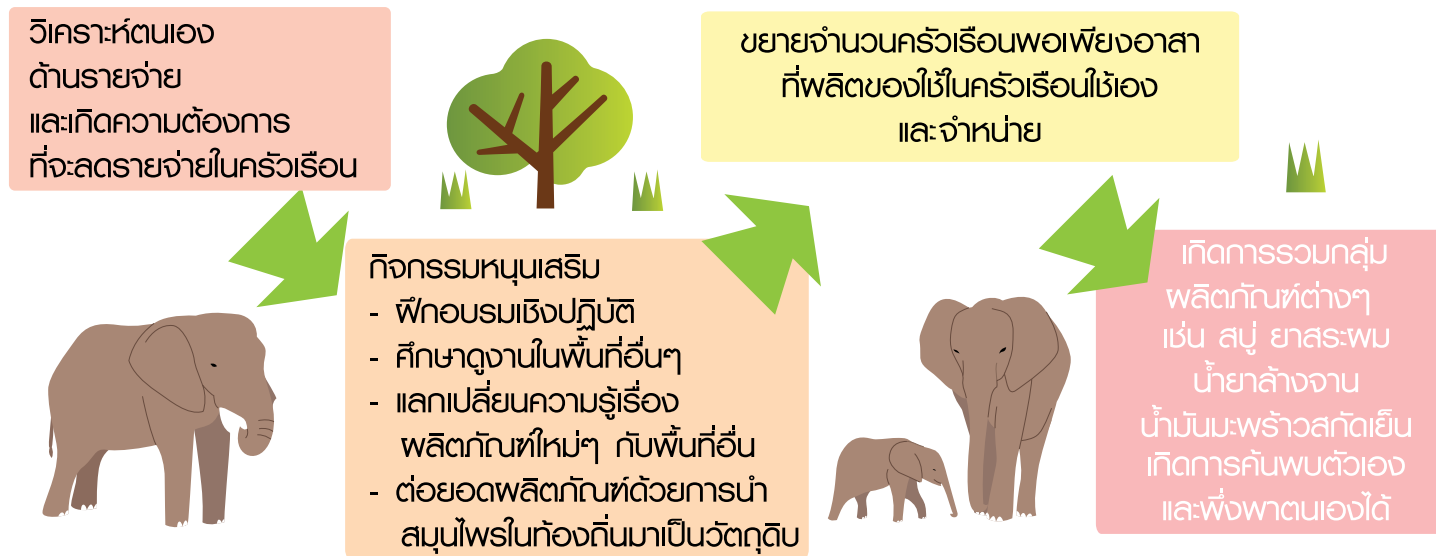 วิเคราะห์ตนเอง
ด้านรายจ่าย
และเกิดความต้องการ
ที่จะลดรายจ่ายในครัวเรือน
กิจกรรมหนุนเสริม
- ฝึกอบรมเชิงปฏิบัติ
- ศึกษาดูงานในพื้นที่อื่นๆ
- แลกเปลี่ยนความรู้เรื่อง
ผลิตภัณฑ์ใหม่ๆ กับพื้นที่อื่น
- ต่อยอดผลิตภัณฑ์ด้วยการนำ
สมุนไพรในท้องถิ่นมาเป็นวัตถุดิบ
ขยายจำนวนครัวเรือนพอเพียงอาสา
ที่ผลิตของใช้ในครัวเรือนใช้เอง
และจำหน่าย
เกิดการรวมกลุ่ม
ผลิตภัณฑ์ต่างๆ
เช่น สบู่ ยาสระผม
น้ำยาล้างจาน
น้ำมันมะพร้าวสกัดเย็น
เกิดการค้นพบตัวเอง
และพึ่งพาตนเองได้